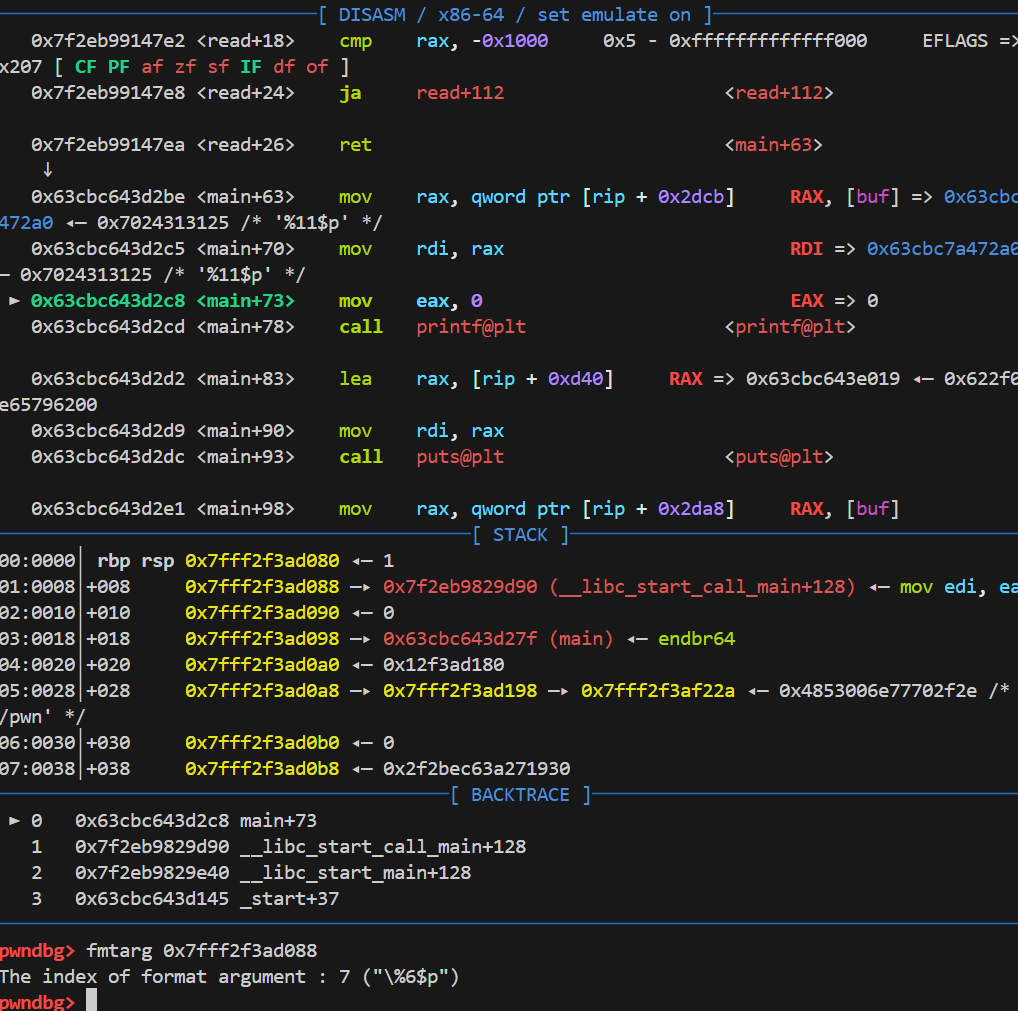 [ DISASM / x86-64 / set emulate on ]
0x7f2eb99147e2 <read+18> cmp rax, -0x1000 0x5 - 0xfffffffffffff000 EFLAGS =>
x207 [ CF PF af zf sf IF df of ]
0x7f2eb99147e8 <read+24> ja read+112 <read+112>
0x7f2eb99147ea <read+26> ret <main+63>
↓
0x63cbc643d2be <main+63> mov rax, qword ptr [rip + 0x2dcb] RAX, [buf] => 0x63cbc
472a0 ◂— 0x7024313125 /* '%11$p' */
0x63cbc643d2c5 <main+70> mov rdi, rax RDI => 0x63cbc7a472a0
— 0x7024313125 /* '%11$p' */
► 0x63cbc643d2c8 <main+73> mov eax, 0 EAX => 0
0x63cbc643d2cd <main+78> call printf@plt <printf@plt>
0x63cbc643d2d2 <main+83> lea rax, [rip + 0xd40] RAX => 0x63cbc643e019 ◂— 0x622f0
e65796200
0x63cbc643d2d9 <main+90> mov rdi, rax
0x63cbc643d2dc <main+93> call puts@plt <puts@plt>
0x63cbc643d2e1 <main+98> mov rax, qword ptr [rip + 0x2da8] RAX, [buf]
[ STACK ]
00:0000│ rbp rsp 0x7fff2f3ad080 ◂— 1
01:0008│+008 0x7fff2f3ad088 —▸ 0x7f2eb9829d90 (__libc_start_call_main+128) ◂— mov edi, ea
02:0010│+010 0x7fff2f3ad090 ◂— 0
03:0018│+018 0x7fff2f3ad098 —▸ 0x63cbc643d27f (main) ◂— endbr64
04:0020│+020 0x7fff2f3ad0a0 ◂— 0x12f3ad180
05:0028│+028 0x7fff2f3ad0a8 —▸ 0x7fff2f3ad198 —▸ 0x7fff2f3af22a ◂— 0x4853006e77702f2e /*
/pwn' */
06:0030│+030 0x7fff2f3ad0b0 ◂— 0
07:0038│+038 0x7fff2f3ad0b8 ◂— 0x2f2bec63a271930
[ BACKTRACE ]
► 0 0x63cbc643d2c8 main+73
1 0x7f2eb9829d90 __libc_start_call_main+128
2 0x7f2eb9829e40 __libc_start_main+128
3 0x63cbc643d145 _start+37
pwndbg> fmtarg 0x7fff2f3ad088
The index of format argument : 7 ("\%6$p")
pwndbg>